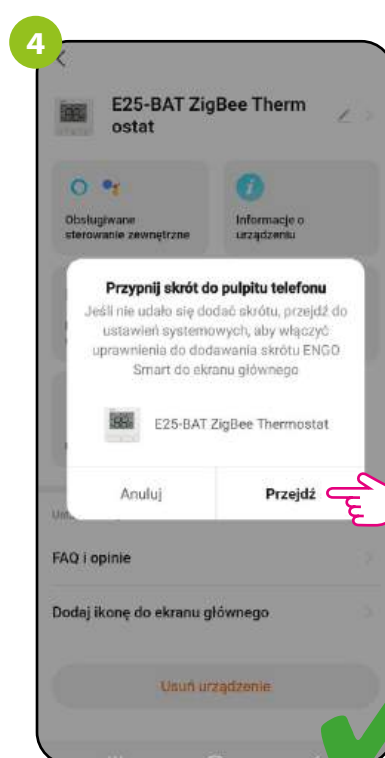 4
E25-BAT ZigBee Therm
ostat
Obsługiwane
sterowanie zewnętrzne
Informacje o
urządzeniu
Przypnij skrót do pulpitu telefonu
Jeśli nie udało się dodać skrótu, przejdź do
ustawień systemowych, aby włączyć
uprawnienia do dodawania skrótu ENGO
Smart do ekranu głównego
E25-BAT ZigBee Thermostat
Anuluj
Przejdź
FAQ i opinie
Dodaj ikonę do ekranu głównego
Usuń urządzenie